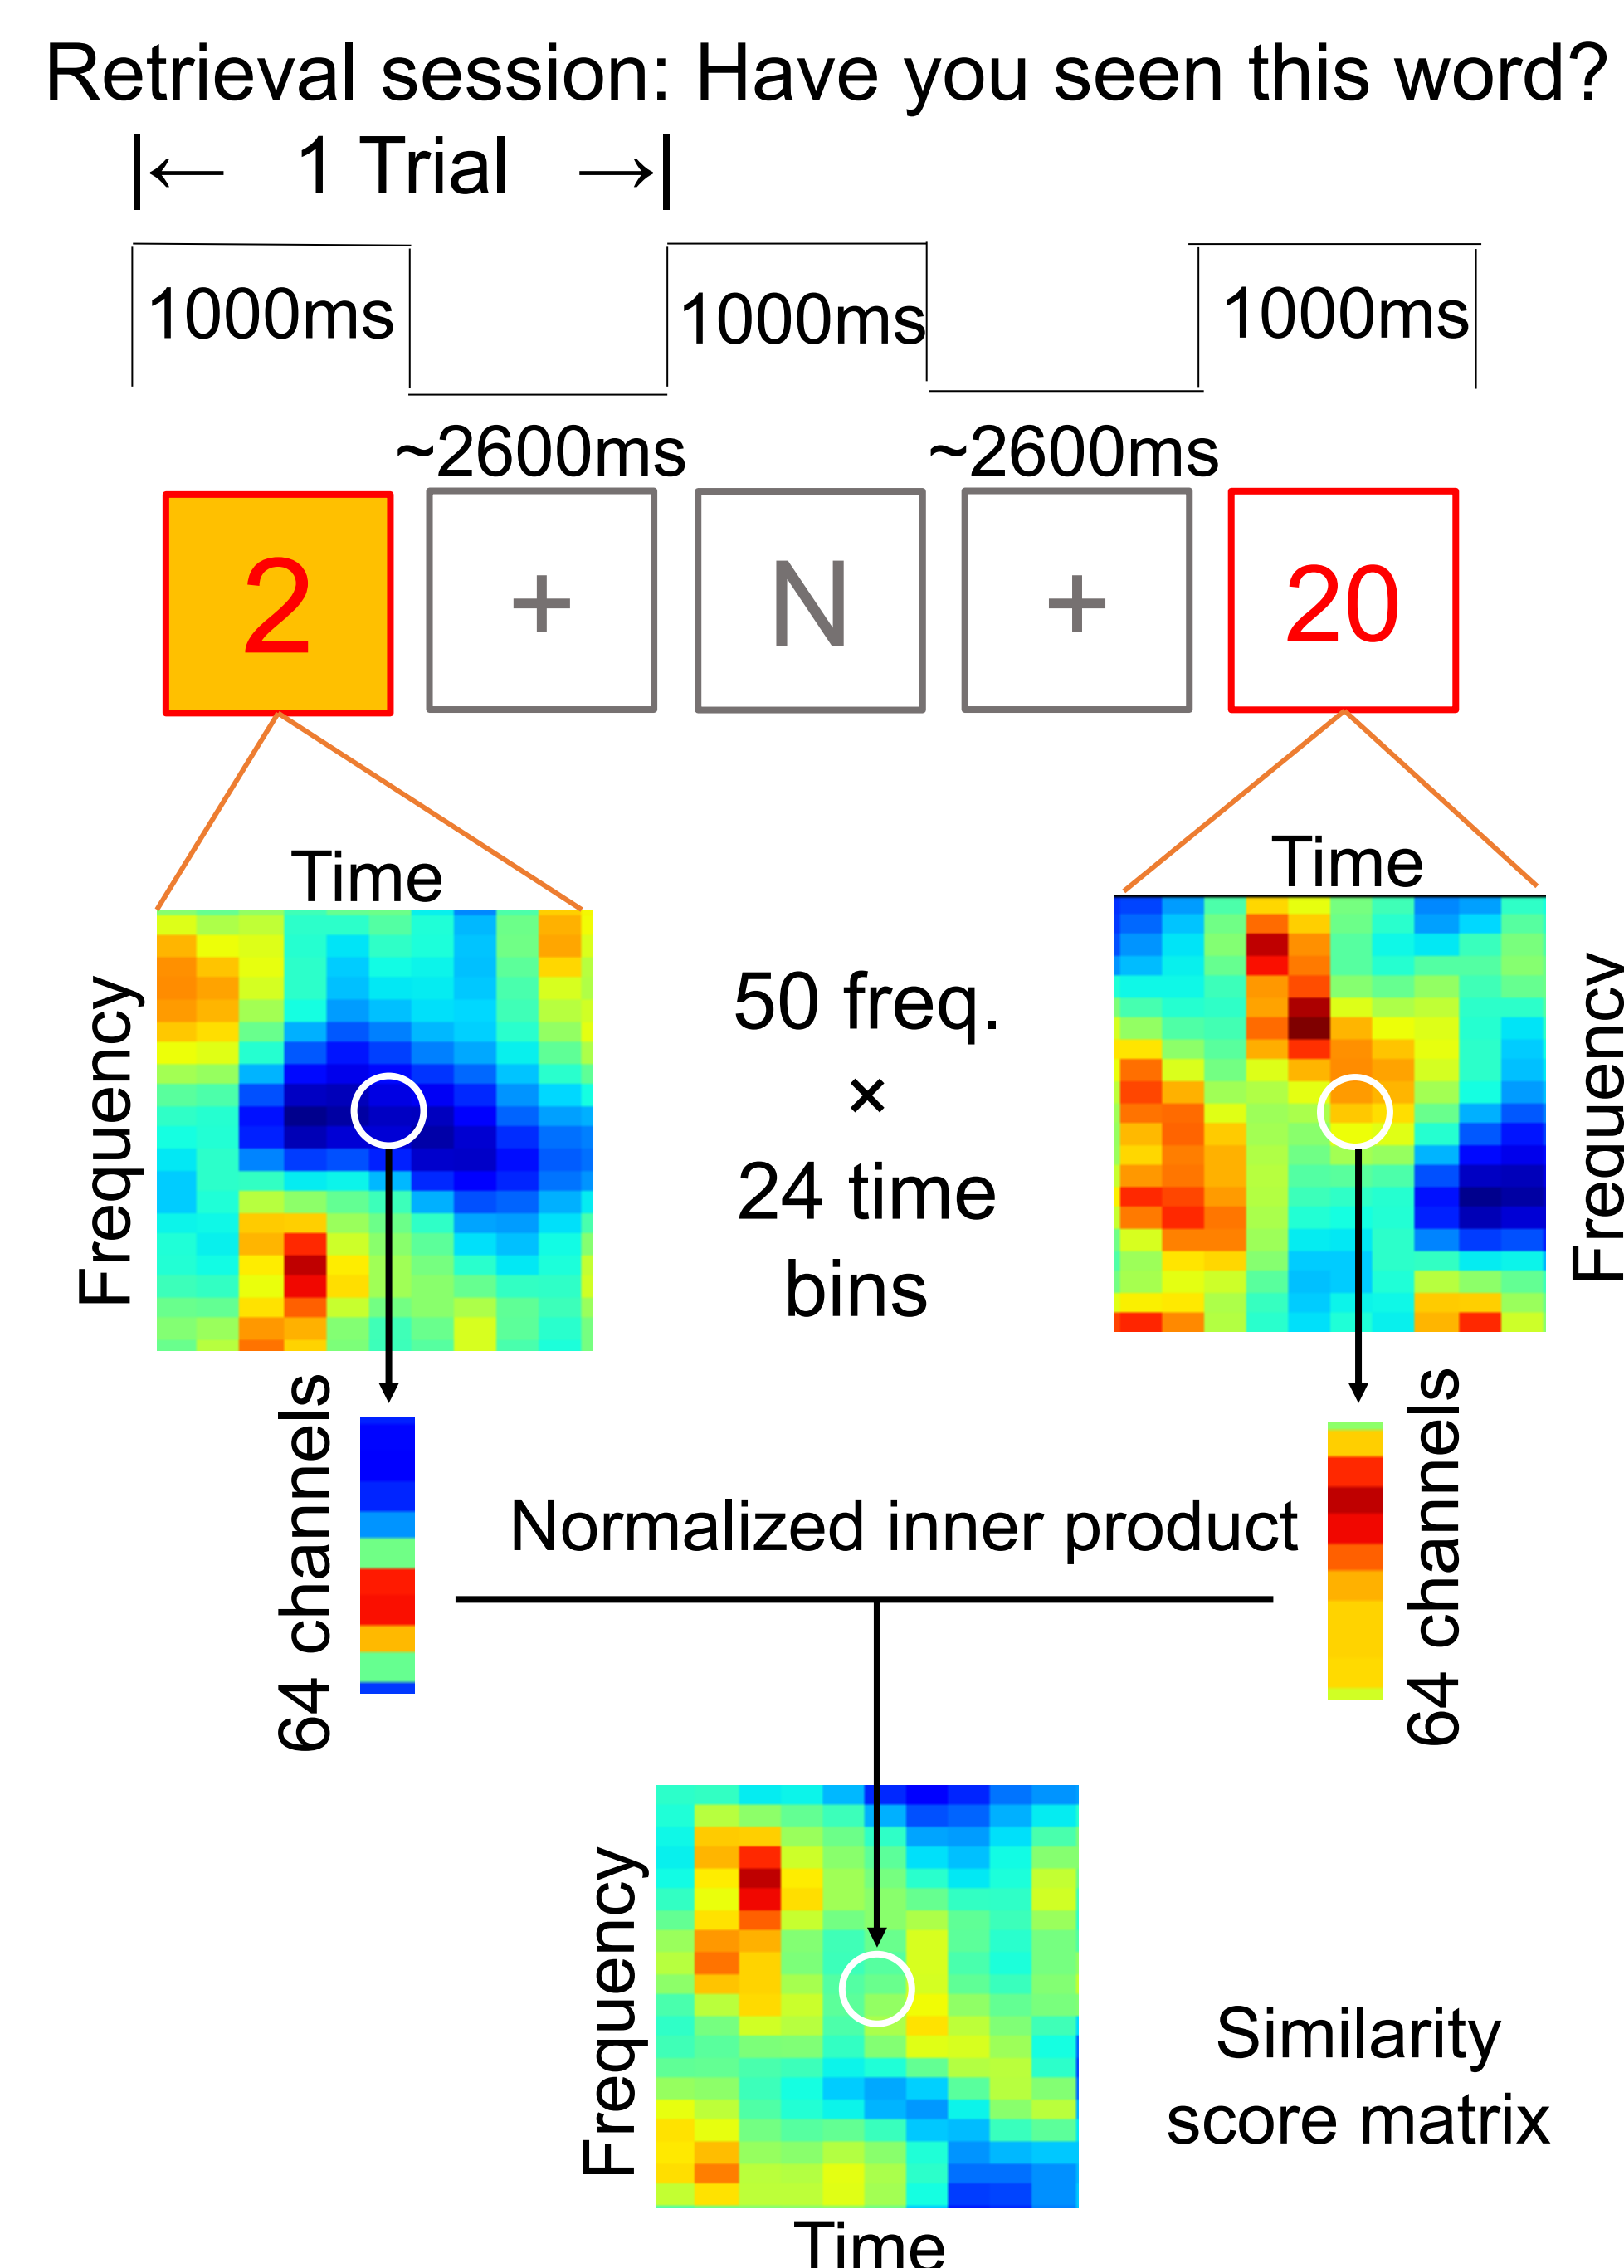 Retrieval session: Have you seen this word?
1 Trial
1000ms
1000ms
1000ms
~2600ms
~2600ms
2
+
N
+
20
Time
Time
Frequency
50 freq.
×
24 time
bins
Frequency
64 channels
Normalized inner product
64 channels
Frequency
Similarity
score matrix
Time